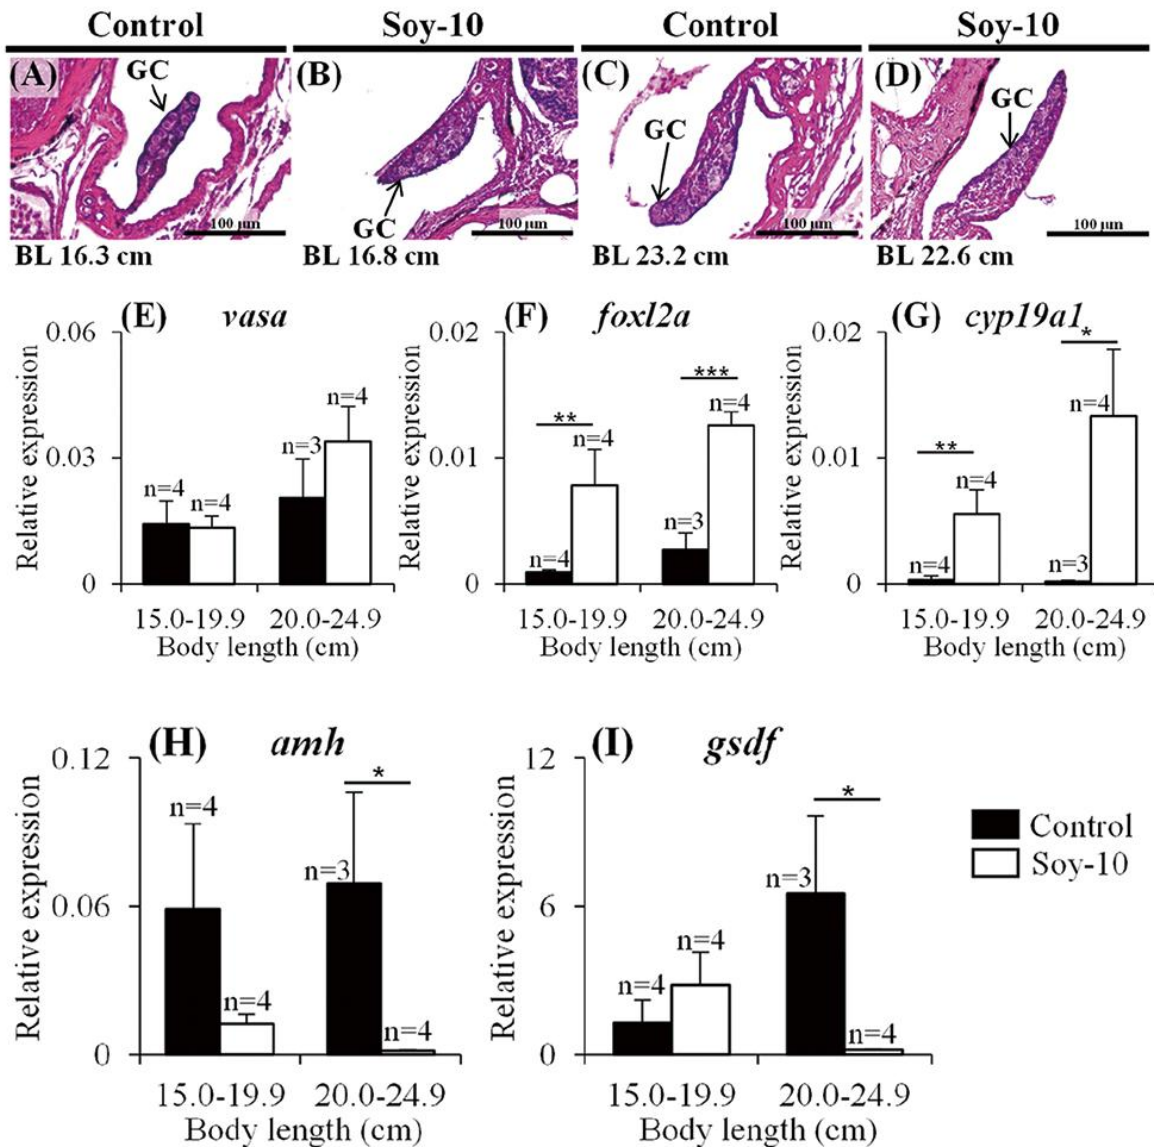 Control Soy-10 Control Soy-10
(A) GC (B) GC (C) GC (D) GC
100 µm 100 µm 100 µm 100 µm
BL 16.3 cm BL 16.8 cm BL 23.2 cm BL 22.6 cm
(E) vasa
Relative expression
0.06
0.03
0
n=4 n=4 n=3 n=4
15.0-19.9 20.0-24.9
Body length (cm)
(F) foxl2a
Relative expression
0.02
0.01
0
** ***
n=4 n=4 n=3 n=4
15.0-19.9 20.0-24.9
Body length (cm)
(G) cyp19a1
Relative expression
0.02
0.01
0
** *
n=4 n=4 n=3 n=4
15.0-19.9 20.0-24.9
Body length (cm)
(H) amh
Relative expression
0.12
0.06
0
*
n=4 n=4 n=3 n=4
15.0-19.9 20.0-24.9
Body length (cm)
(I) gsdf
Relative expression
12
6
0
*
n=4 n=4 n=3 n=4
15.0-19.9 20.0-24.9
Body length (cm)
Control
Soy-10